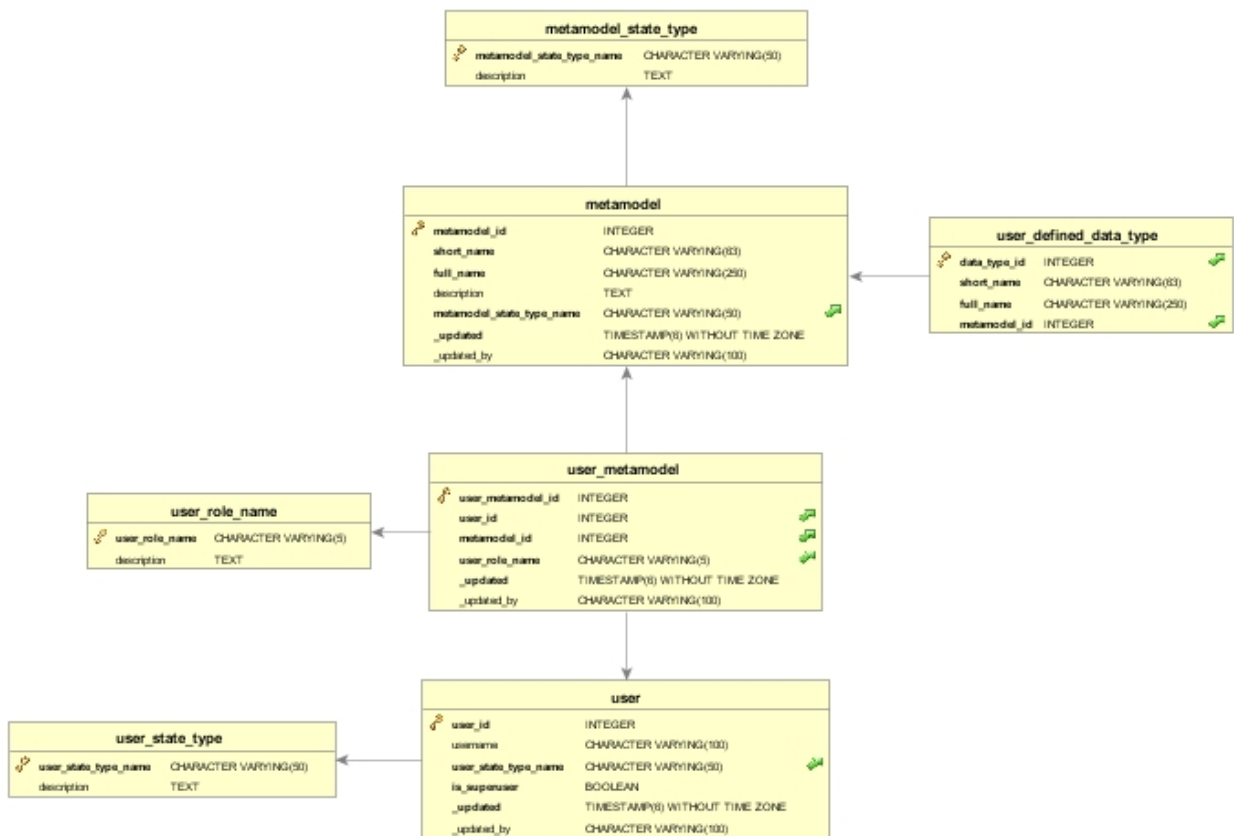 metamodel_state_type
metamodel_state_type_name CHARACTER VARYING(50)
description TEXT
metamodel
metamodel_id INTEGER
short_name CHARACTER VARYING(63)
full_name CHARACTER VARYING(250)
description TEXT
metamodel_state_type_name CHARACTER VARYING(50)
_updated TIMESTAMP(6) WITHOUT TIME ZONE
_updated_by CHARACTER VARYING(100)
user_defined_data_type
data_type_id INTEGER
short_name CHARACTER VARYING(63)
full_name CHARACTER VARYING(250)
metamodel_id INTEGER
user_metamodel
user_metamodel_id INTEGER
user_id INTEGER
metamodel_id INTEGER
user_role_name CHARACTER VARYING(5)
_updated TIMESTAMP(6) WITHOUT TIME ZONE
_updated_by CHARACTER VARYING(100)
user_role_name
user_role_name CHARACTER VARYING(5)
description TEXT
user
user_id INTEGER
username CHARACTER VARYING(100)
user_state_type_name CHARACTER VARYING(50)
is_superuser BOOLEAN
_updated TIMESTAMP(6) WITHOUT TIME ZONE
_updated_by CHARACTER VARYING(100)
user_state_type
user_state_type_name CHARACTER VARYING(50)
description TEXT